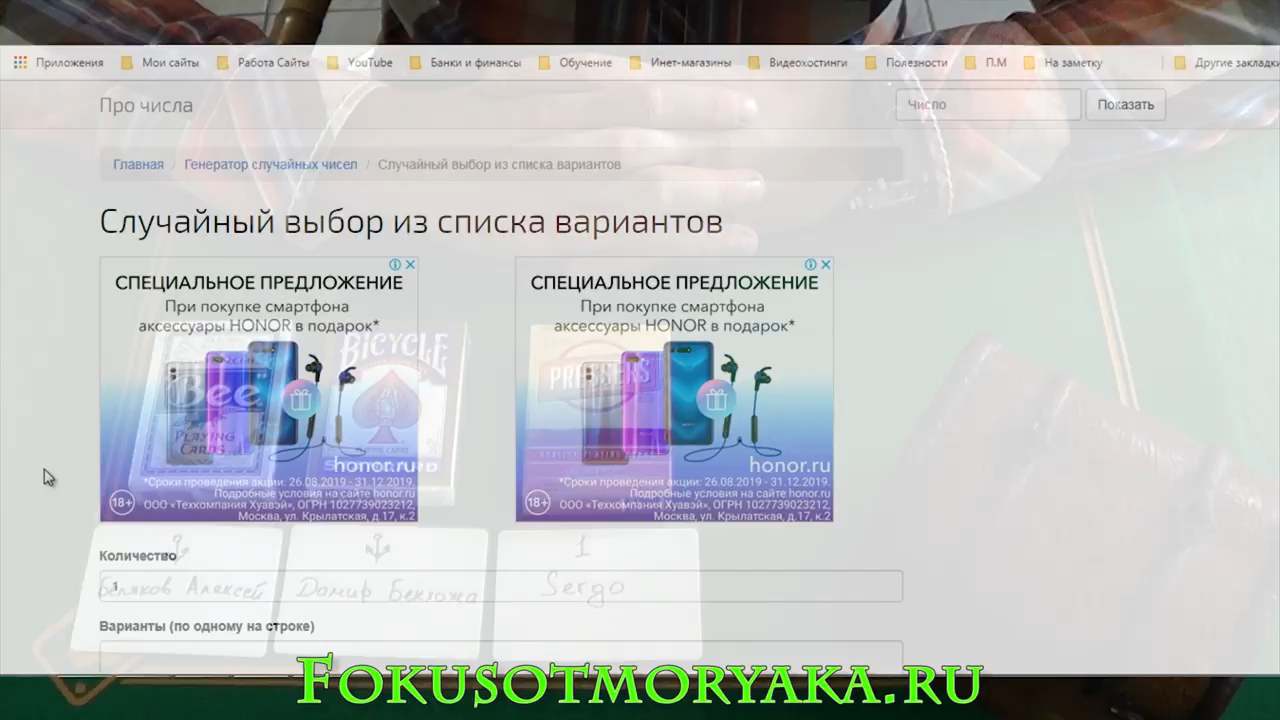 Приложения Мои сайты Работа Сайты YouTube Банки и финансы Обучение Инет-магазины Видеохостинги Полезности П.М На заметку Другие закладки
Про числа
Число Показать
Главная / Генератор случайных чисел / Случайный выбор из списка вариантов
Случайный выбор из списка вариантов
СПЕЦИАЛЬНОЕ ПРЕДЛОЖЕНИЕ
При покупке смартфона
аксессуары HONOR в подарок*
honor.ru
*Сроки проведения акции: 26.08.2019 - 31.12.2019.
Подробные условия на сайте honor.ru
18+ ООО «Техкомпания Хуавэй», ОГРН 1027739023212,
Москва, ул. Крылатская, д.17, к.2
СПЕЦИАЛЬНОЕ ПРЕДЛОЖЕНИЕ
При покупке смартфона
аксессуары HONOR в подарок*
honor.ru
*Сроки проведения акции: 26.08.2019 - 31.12.2019.
Подробные условия на сайте honor.ru
18+ ООО «Техкомпания Хуавэй», ОГРН 1027739023212,
Москва, ул. Крылатская, д.17, к.2
Bee
PLAYING
CARDS
BICYCLE
Количество
1
1
Беляков Алексей
Дамир
Sergo
Варианты (по одному на строке)
FOKUSOTMORYAKA.RU